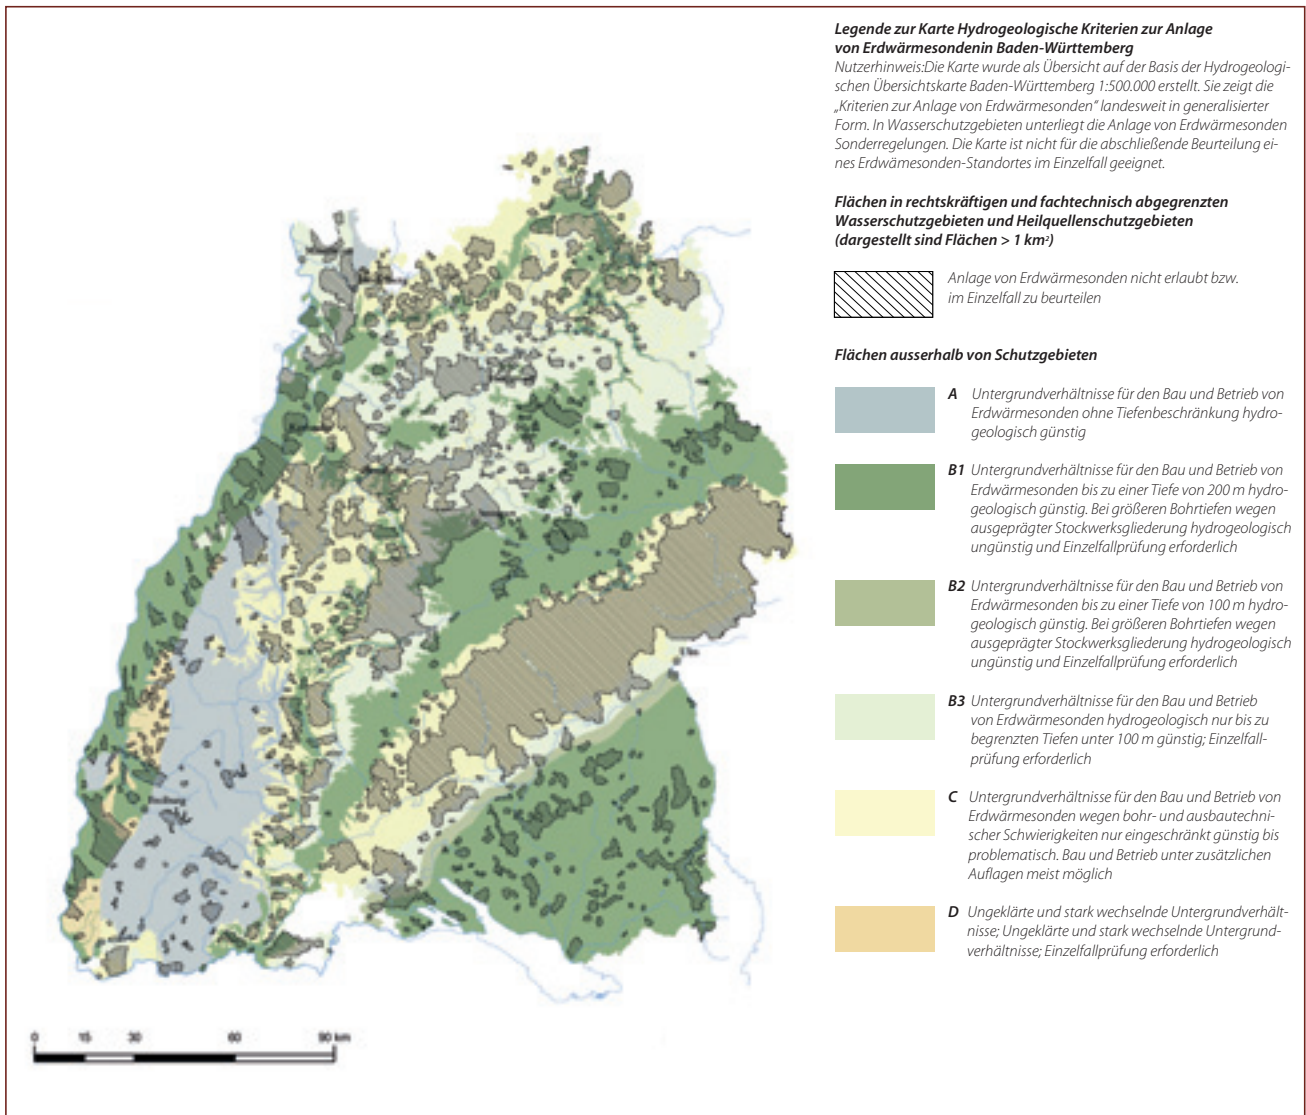 Legende zur Karte Hydrogeologische Kriterien zur Anlage
von Erdwärmesondenin Baden-Württemberg
Nutzerhinweis:Die Karte wurde als Übersicht auf der Basis der Hydrogeologi-
schen Übersichtskarte Baden-Württemberg 1:500.000 erstellt. Sie zeigt die
„Kriterien zur Anlage von Erdwärmesonden“ landesweit in generalisierter
Form. In Wasserschutzgebieten unterliegt die Anlage von Erdwärmesonden
Sonderregelungen. Die Karte ist nicht für die abschließende Beurteilung ei-
nes Erdwämesonden-Standortes im Einzelfall geeignet.
Flächen in rechtskräftigen und fachtechnisch abgegrenzten
Wasserschutzgebieten und Heilquellenschutzgebieten
(dargestellt sind Flächen > 1 km²)
Anlage von Erdwärmesonden nicht erlaubt bzw.
im Einzelfall zu beurteilen
Flächen ausserhalb von Schutzgebieten
A Untergrundverhältnisse für den Bau und Betrieb von
Erdwärmesonden ohne Tiefenbeschränkung hydro-
geologisch günstig
B1 Untergrundverhältnisse für den Bau und Betrieb von
Erdwärmesonden bis zu einer Tiefe von 200 m hydro-
geologisch günstig. Bei größeren Bohrtiefen wegen
ausgeprägter Stockwerksgliederung hydrogeologisch
ungünstig und Einzelfallprüfung erforderlich
B2 Untergrundverhältnisse für den Bau und Betrieb von
Erdwärmesonden bis zu einer Tiefe von 100 m hydro-
geologisch günstig. Bei größeren Bohrtiefen wegen
ausgeprägter Stockwerksgliederung hydrogeologisch
ungünstig und Einzelfallprüfung erforderlich
B3 Untergrundverhältnisse für den Bau und Betrieb
von Erdwärmesonden hydrogeologisch nur bis zu
begrenzten Tiefen unter 100 m günstig; Einzelfall-
prüfung erforderlich
C Untergrundverhältnisse für den Bau und Betrieb von
Erdwärmesonden wegen bohr- und ausbautechni-
scher Schwierigkeiten nur eingeschränkt günstig bis
problematisch. Bau und Betrieb unter zusätzlichen
Auflagen meist möglich
D Ungeklärte und stark wechselnde Untergrundverhält-
nisse; Ungeklärte und stark wechselnde Untergrund-
verhältnisse; Einzelfallprüfung erforderlich
Freiburg
Ulm
0 15 30 60 90 km